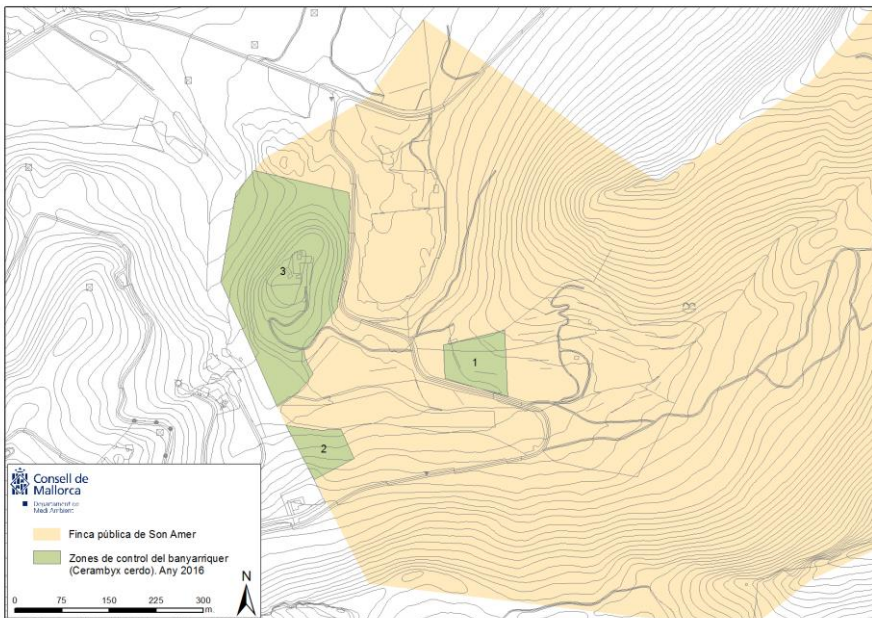 3
1
2
Consell de
Mallorca
Departament de
Medi Ambient
Finca pública de Son Amer
Zones de control del banyarriquer
(Cerambyx cerdo). Any 2016
N
0 75 150 225 300
m.